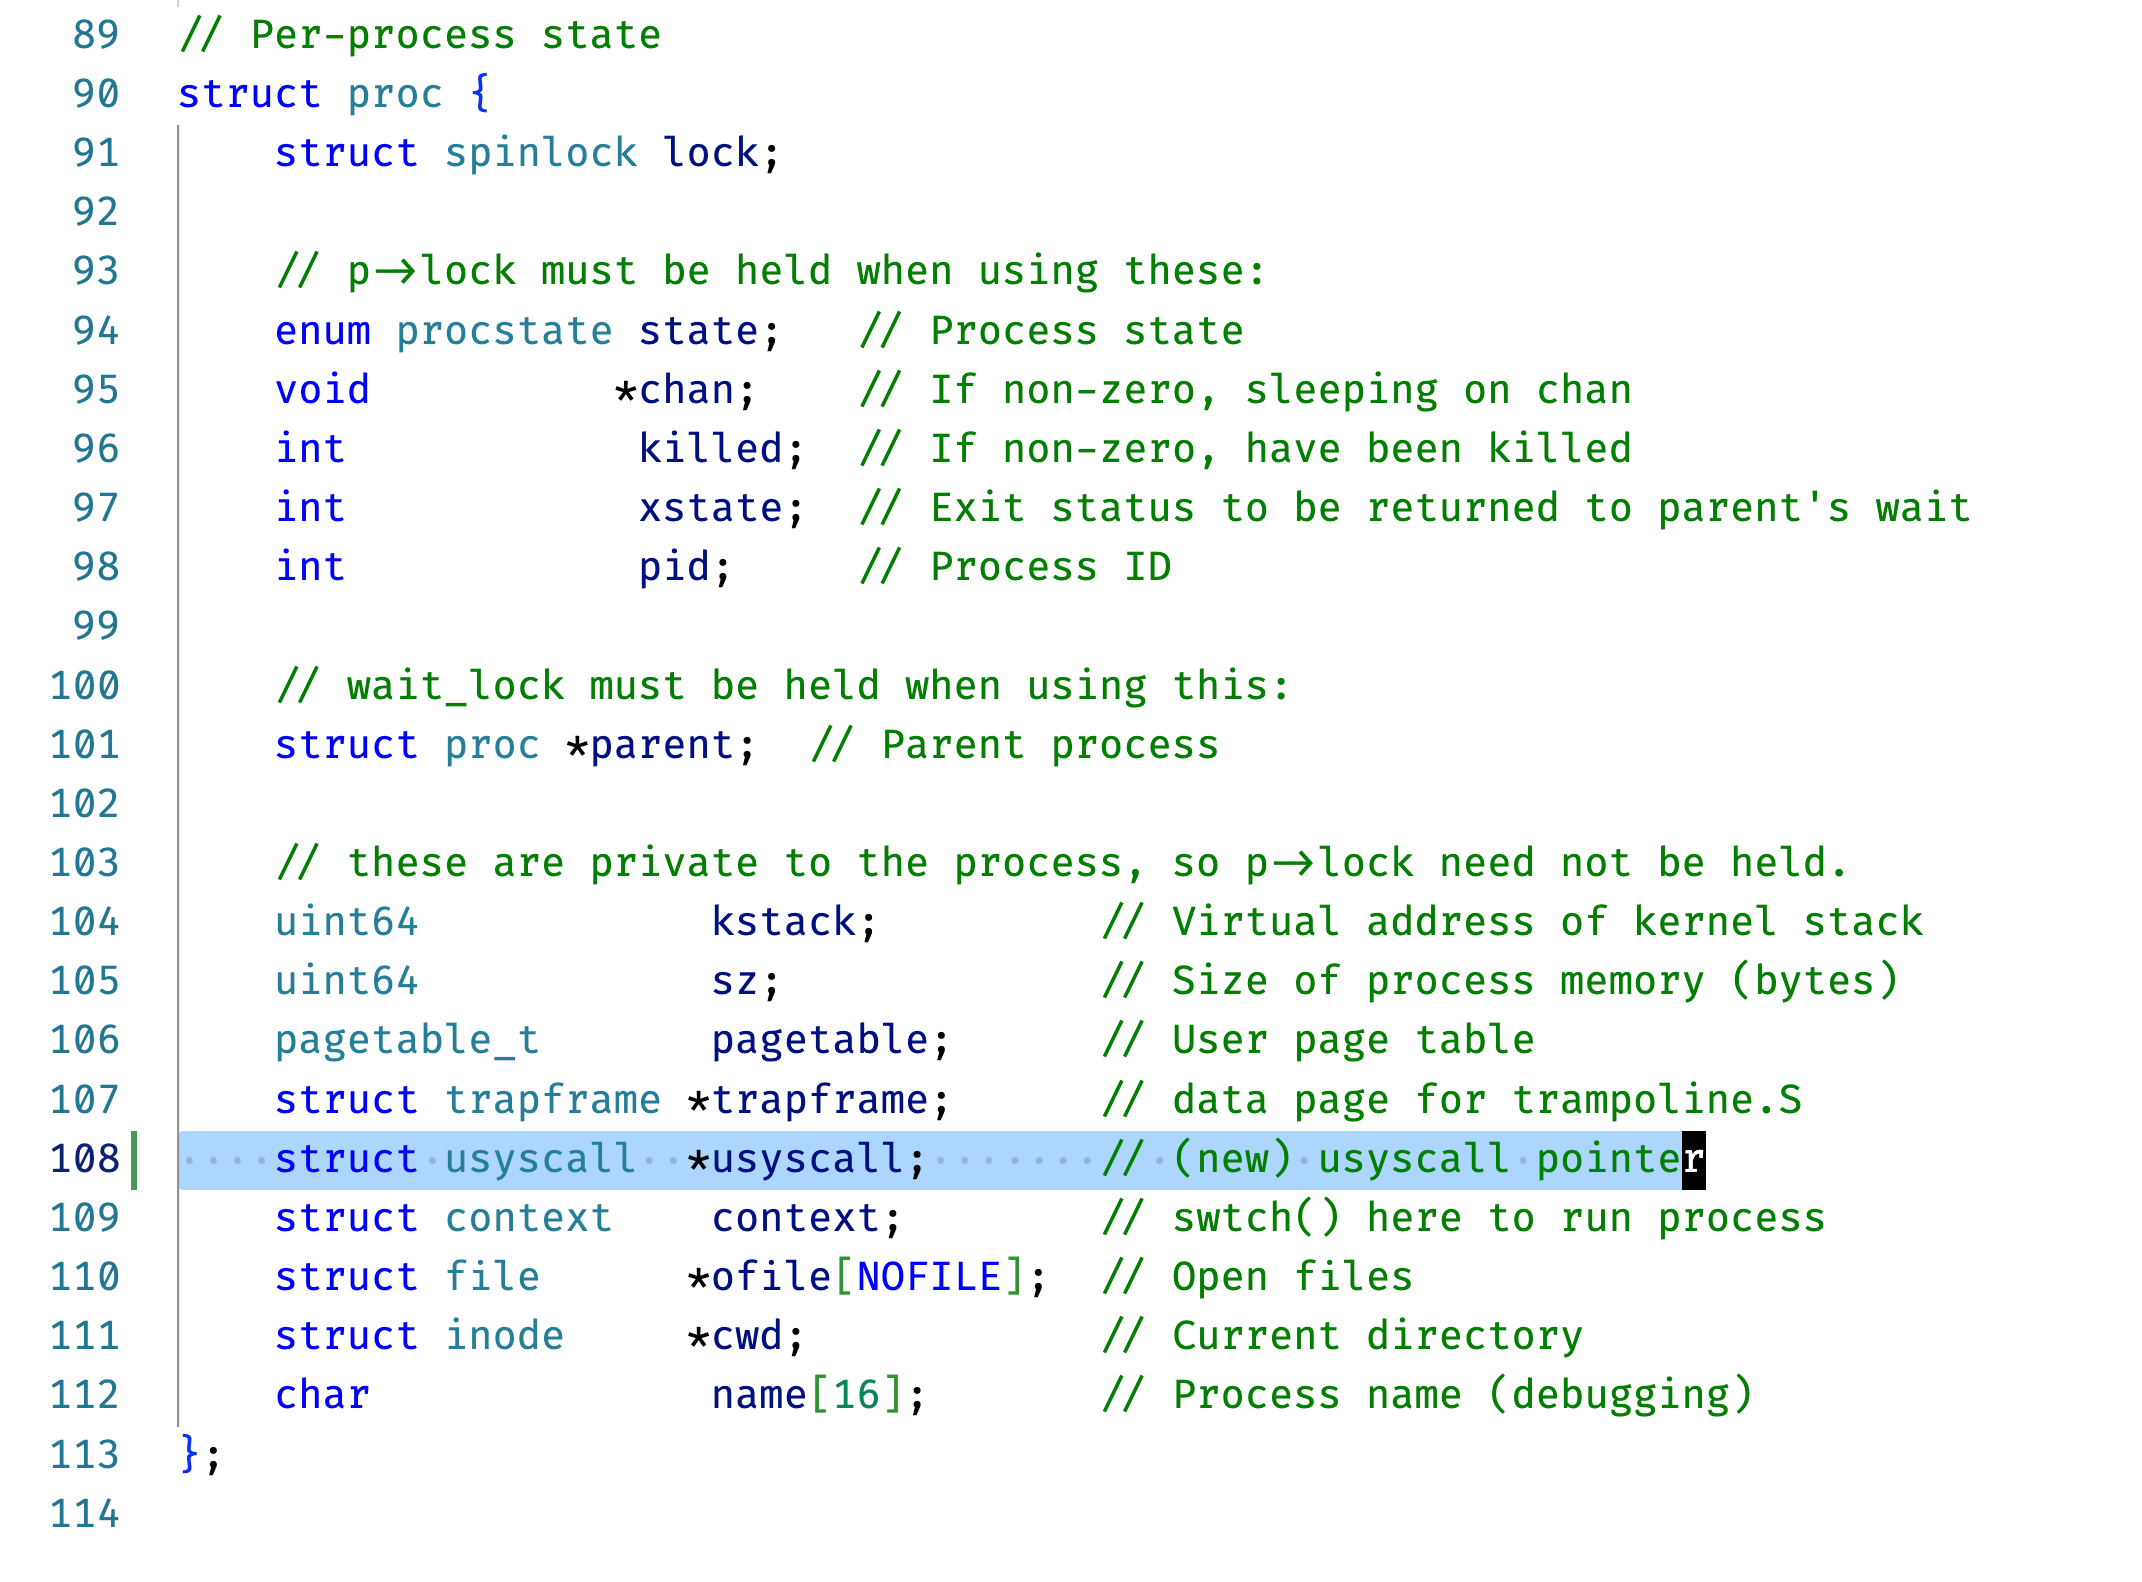 89 // Per-process state
90 struct proc {
91     struct spinlock lock;
92
93     // p->lock must be held when using these:
94     enum procstate state;   // Process state
95     void          *chan;    // If non-zero, sleeping on chan
96     int            killed;  // If non-zero, have been killed
97     int            xstate;  // Exit status to be returned to parent's wait
98     int            pid;     // Process ID
99
100     // wait_lock must be held when using this:
101     struct proc *parent;  // Parent process
102
103     // these are private to the process, so p->lock need not be held.
104     uint64            kstack;         // Virtual address of kernel stack
105     uint64            sz;             // Size of process memory (bytes)
106     pagetable_t       pagetable;      // User page table
107     struct trapframe *trapframe;      // data page for trampoline.S
108     struct usyscall  *usyscall;       // (new) usyscall pointer
109     struct context    context;        // swtch() here to run process
110     struct file      *ofile[NOFILE];  // Open files
111     struct inode     *cwd;            // Current directory
112     char              name[16];       // Process name (debugging)
113 };
114